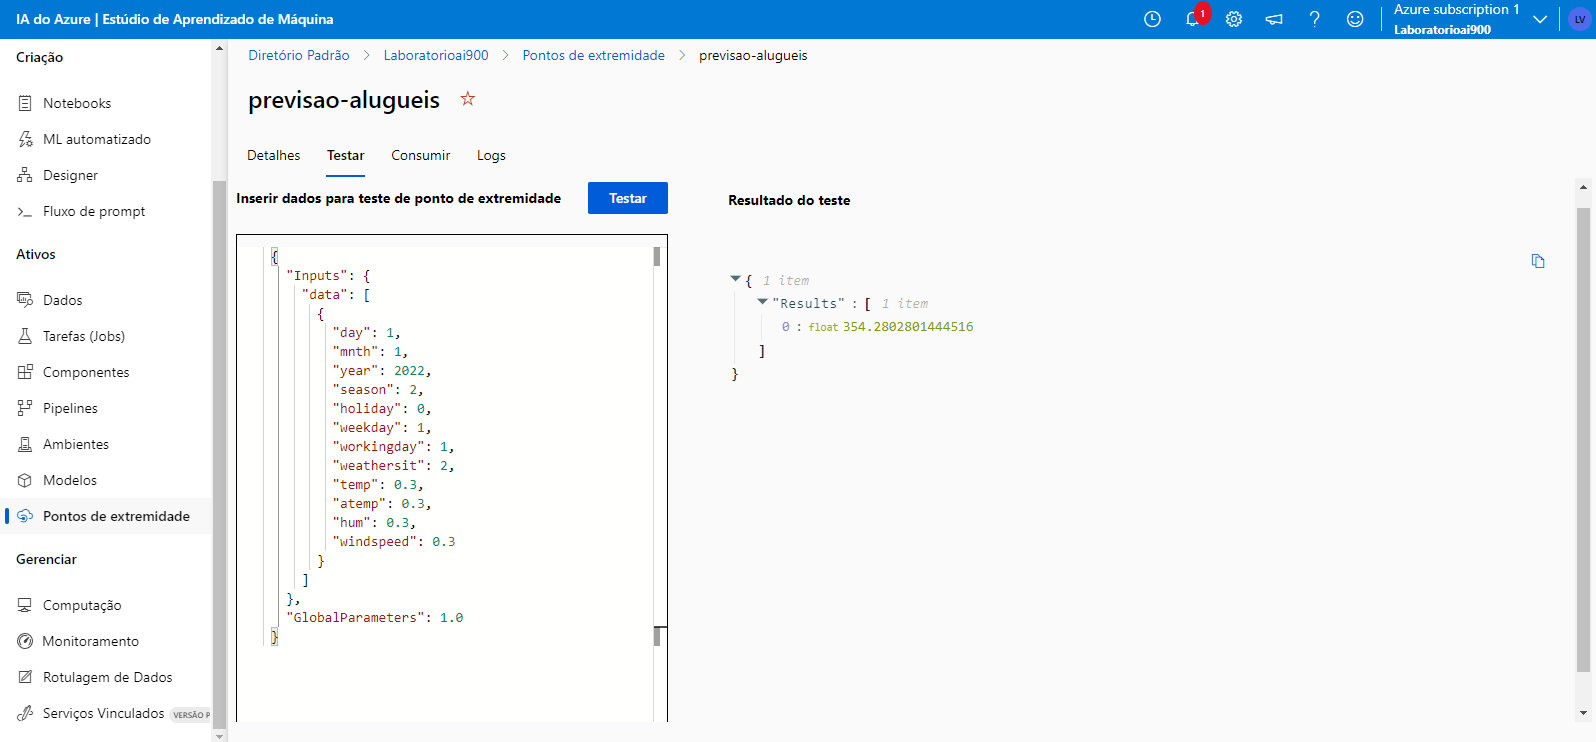 IA do Azure | Estúdio de Aprendizado de Máquina
1
Azure subscription 1
Laboratorioai900
LV
Criação
Notebooks
ML automatizado
Designer
Fluxo de prompt
Ativos
Dados
Tarefas (Jobs)
Componentes
Pipelines
Ambientes
Modelos
Pontos de extremidade
Gerenciar
Computação
Monitoramento
Rotulagem de Dados
Serviços Vinculados VERSÃO P
Diretório Padrão > Laboratorioai900 > Pontos de extremidade > previsao-alugueis
previsao-alugueis
Detalhes Testar Consumir Logs
Inserir dados para teste de ponto de extremidade Testar
{
"Inputs": {
"data": [
{
"day": 1,
"mnth": 1,
"year": 2022,
"season": 2,
"holiday": 0,
"weekday": 1,
"workingday": 1,
"weathersit": 2,
"temp": 0.3,
"atemp": 0.3,
"hum": 0.3,
"windspeed": 0.3
}
]
},
"GlobalParameters": 1.0
}
Resultado do teste
{ 1 item
"Results" : [ 1 item
0 : float 354.2802801444516
]
}